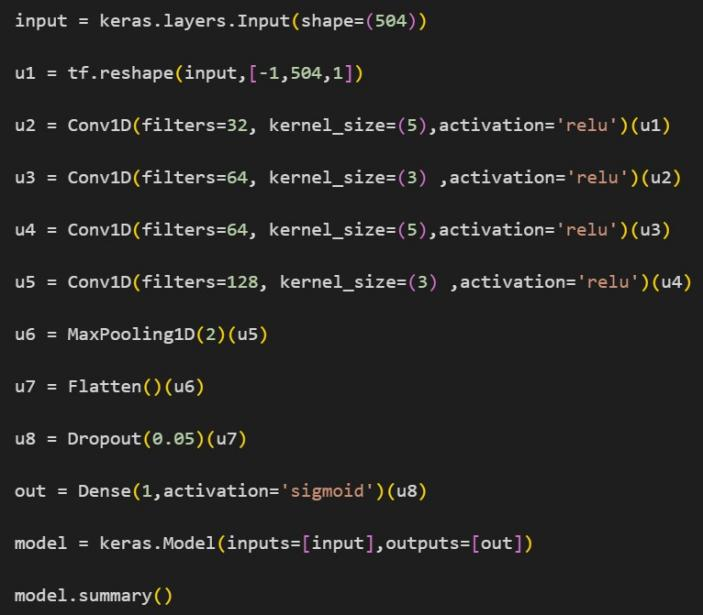 input = keras.layers.Input(shape=(504))
u1 = tf.reshape(input,[-1,504,1])
u2 = Conv1D(filters=32, kernel_size=(5),activation='relu')(u1)
u3 = Conv1D(filters=64, kernel_size=(3) ,activation='relu')(u2)
u4 = Conv1D(filters=64, kernel_size=(5),activation='relu')(u3)
u5 = Conv1D(filters=128, kernel_size=(3) ,activation='relu')(u4)
u6 = MaxPooling1D(2)(u5)
u7 = Flatten()(u6)
u8 = Dropout(0.05)(u7)
out = Dense(1,activation='sigmoid')(u8)
model = keras.Model(inputs=[input],outputs=[out])
model.summary()